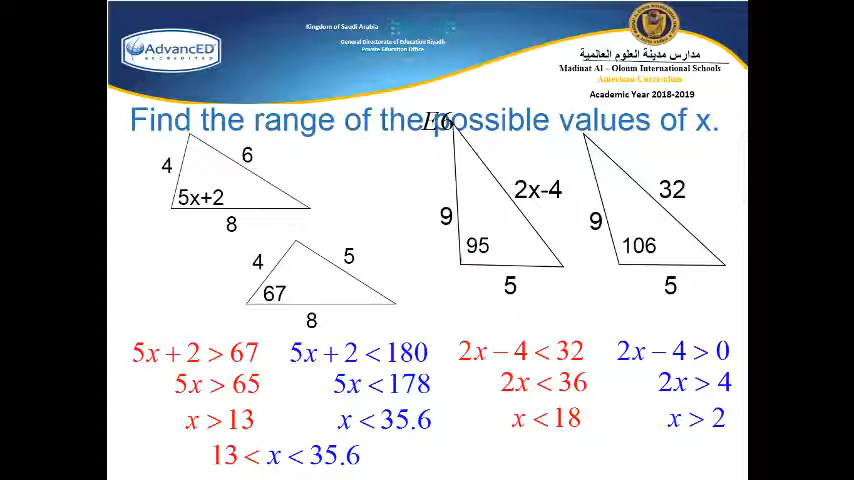 Kingdom of Saudi Arabia
General Directorate of Education Riyadh
Private Education Office
AdvancED
ACCREDITED
مدارس مدينة العلوم العالمية
Madinat Al – Oloum International Schools
American Curriculum
Academic Year 2018-2019
Find the range of the possible values of x.
E6
4
6
5x+2
8
4
5
67
8
9
2x-4
95
5
9
32
106
5
5x + 2 > 67
5x > 65
x > 13
5x + 2 < 180
5x < 178
x < 35.6
13 < x < 35.6
2x − 4 < 32
2x < 36
x < 18
2x − 4 > 0
2x > 4
x > 2